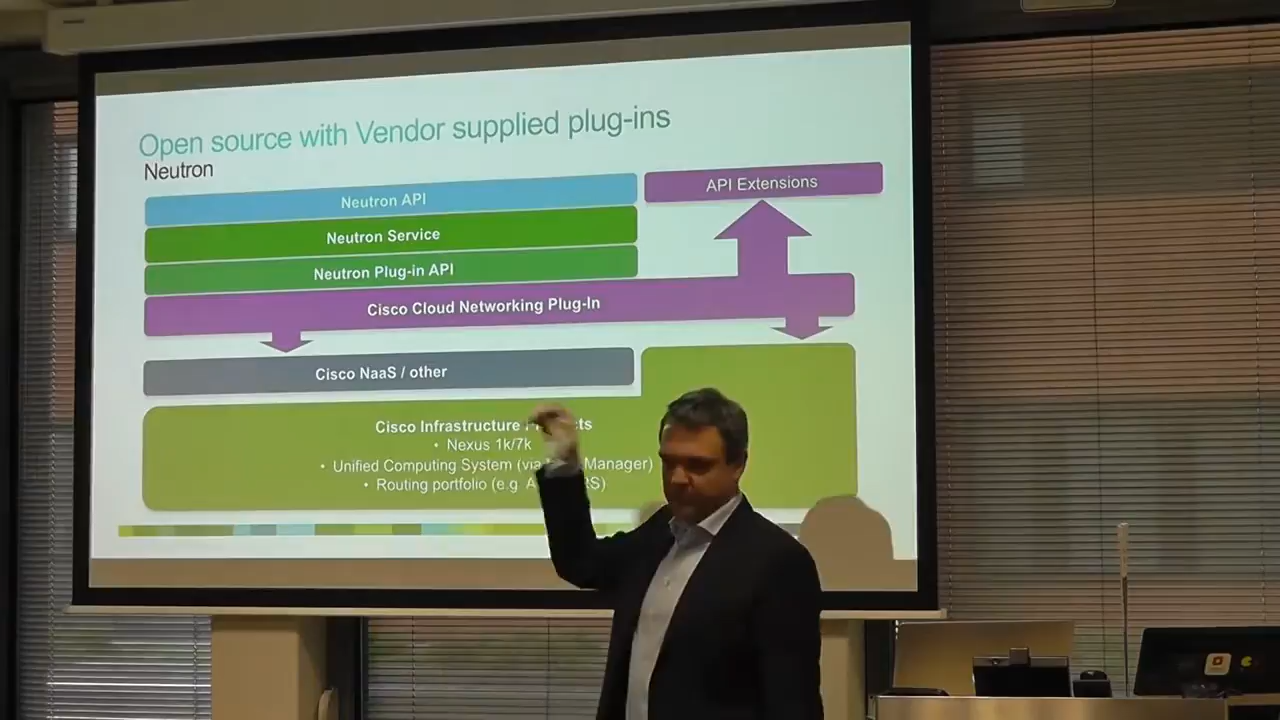 Open source with Vendor supplied plug-ins
Neutron
Neutron API
API Extensions
Neutron Service
Neutron Plug-in API
Cisco Cloud Networking Plug-In
Cisco NaaS / other
Cisco Infrastructure
• Nexus 1k/7k
• Unified Computing System (via Manager)
• Routing portfolio (e.g.